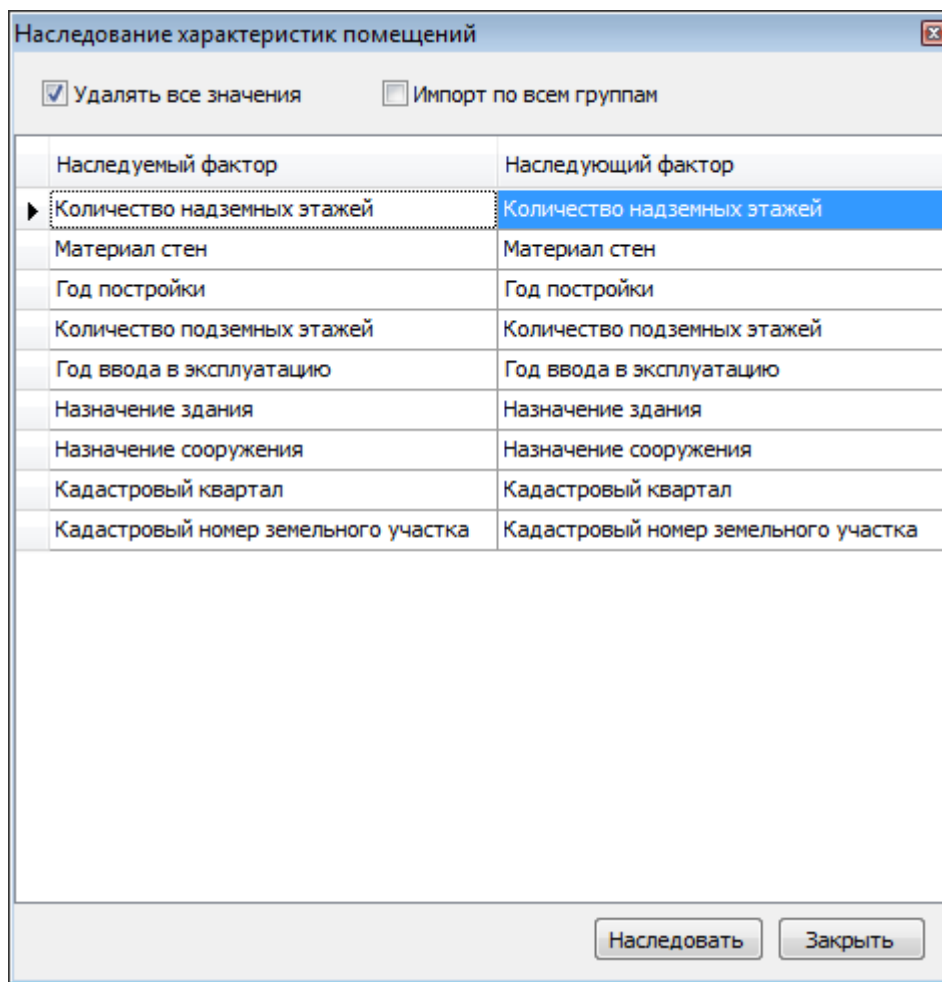 Наследование характеристик помещений
Удалять все значения Импорт по всем группам
Наследуемый фактор Наследующий фактор
Количество надземных этажей Количество надземных этажей
Материал стен Материал стен
Год постройки Год постройки
Количество подземных этажей Количество подземных этажей
Год ввода в эксплуатацию Год ввода в эксплуатацию
Назначение здания Назначение здания
Назначение сооружения Назначение сооружения
Кадастровый квартал Кадастровый квартал
Кадастровый номер земельного участка Кадастровый номер земельного участка
Наследовать Закрыть